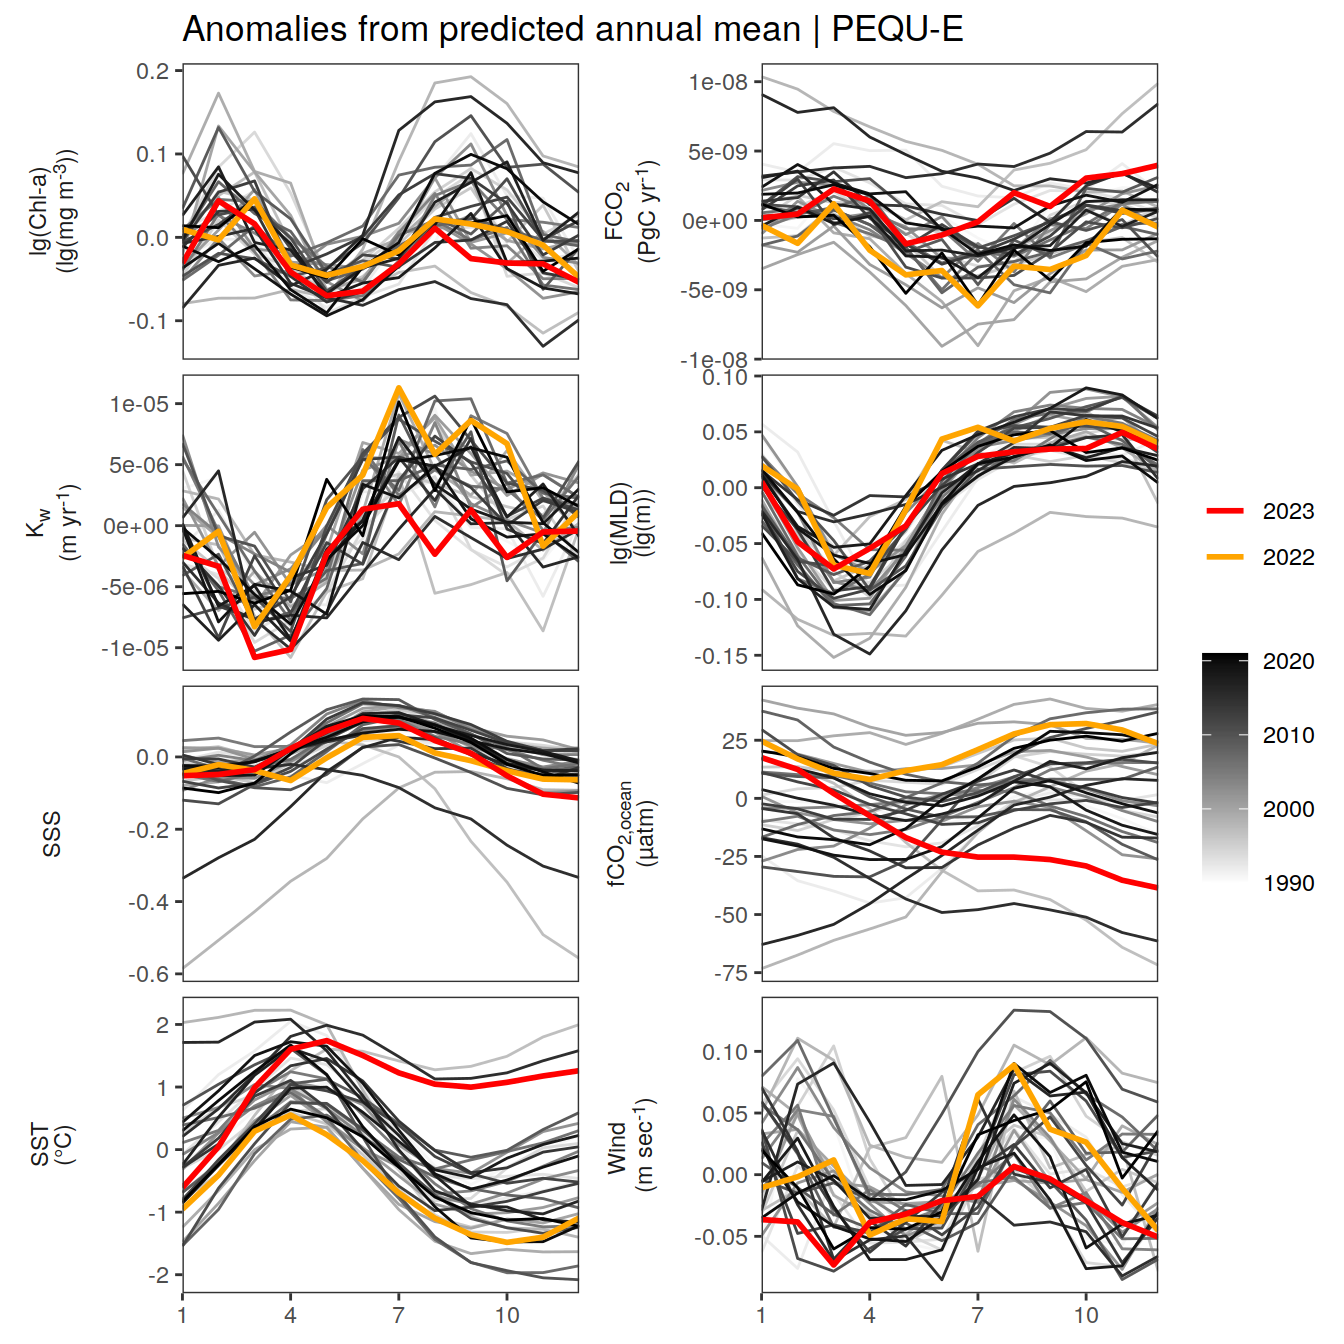 Anomalies from predicted annual mean | PEQU-E
lg(Chl-a)
(lg(mg m⁻³))
0.2
0.1
0.0
-0.1
FCO₂
(PgC yr⁻¹)
1e-08
5e-09
0e+00
-5e-09
-1e-08
K_w
(m yr⁻¹)
1e-05
5e-06
0e+00
-5e-06
-1e-05
lg(MLD)
(lg(m))
0.10
0.05
0.00
-0.05
-0.10
-0.15
SSS
0.0
-0.2
-0.4
-0.6
fCO₂,ocean
(µatm)
25
0
-25
-50
-75
SST
(°C)
2
1
0
-1
-2
1 4 7 10
Wind
(m sec⁻¹)
0.10
0.05
0.00
-0.05
1 4 7 10
2023
2022
2020
2010
2000
1990